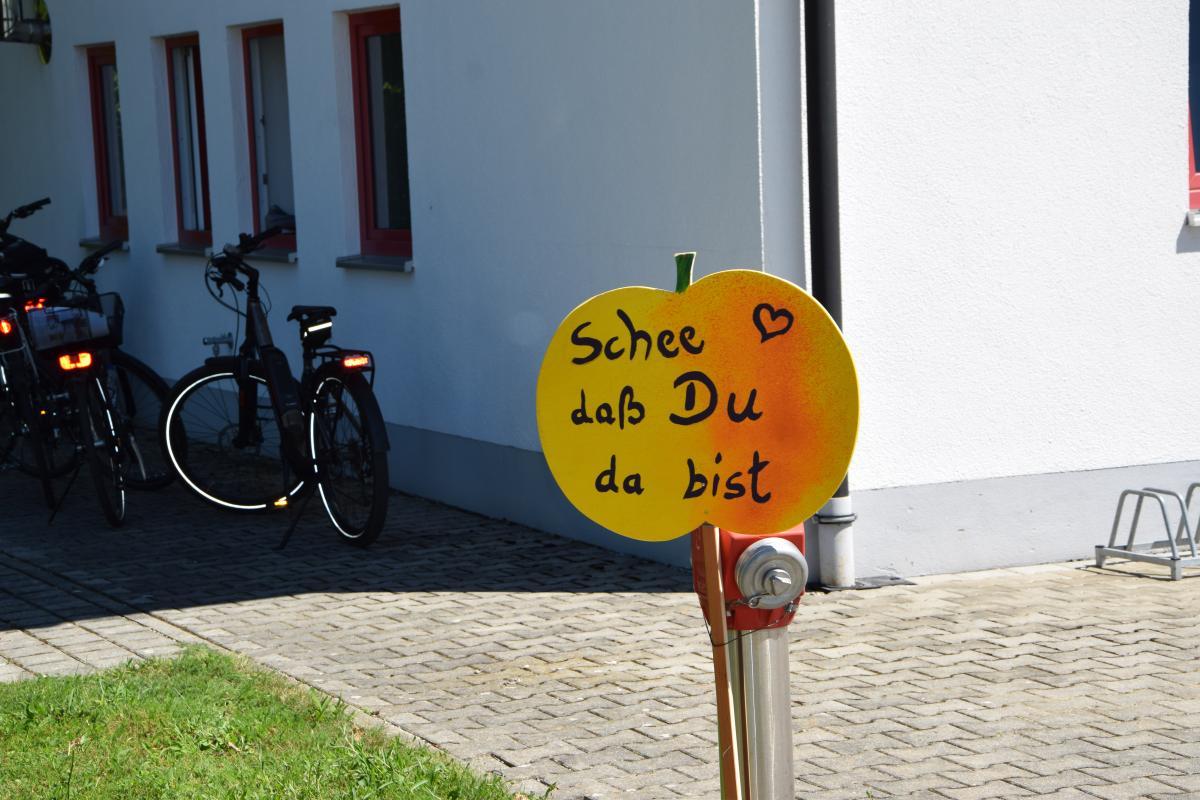 Schee
daß Du
da bist